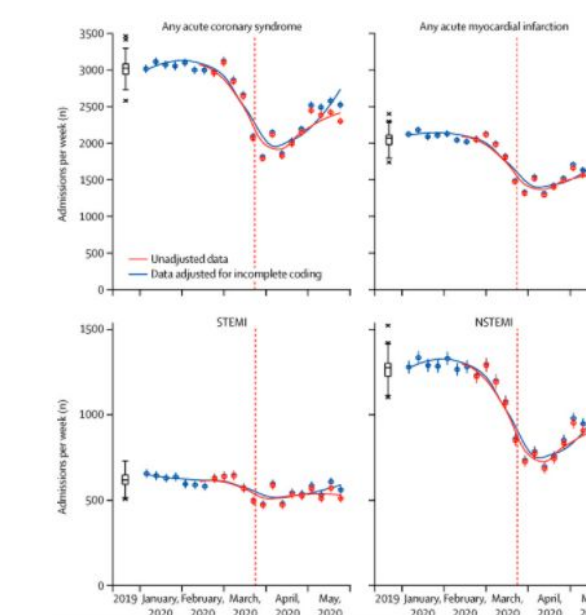 Any acute coronary syndrome
Any acute myocardial infarction
Admissions per week (n)
3500
3000
2500
2000
1500
1000
500
0
Unadjusted data
Data adjusted for incomplete coding
STEMI
NSTEMI
Admissions per week (n)
1500
1000
500
0
2019 January, February, March, April, May,
2020 2020 2020 2020 2020
2019 January, February, March, April,
2020 2020 2020 2020